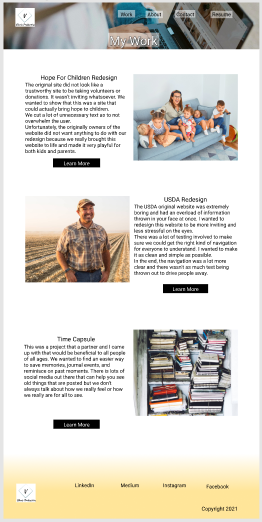 Work About Contact Resume
My Work
Hope For Children Redesign
The original site did not look like a
trustworthy site to be taking volunteers or
donations. It wasn't inviting whatsoever. We
wanted to show that this was a site that
could actually bring change.
We cut a lot of unnecessary text as to not
overwhelm the user.
Unfortunately, the originally owners of the
website did not want anything to do with our
redesign because we really brought this
website to life and made it very playful for
both kids and parents.
Learn More
USDA Redesign
The USDA original website was extremely
boring and had an overload of information
thrown in your face at once. I wanted to
redesign this website to be more inviting and
less stressful on the eyes.
There was a lot of testing involved to make
sure we could get the right kind of navigation
for everyone to understand. I wanted to make
it as clean and simple as possible.
In the end, the navigation was a lot more
clear and there wasn't as much text being
thrown out to drive people away.
Learn More
Time Capsule
This was a project that a partner and I came
up with that would be beneficial to all people
of all ages. We wanted to find an easier way
to save memories, journal events, and
reminisce on past moments. There is lots of
social media out there that can help you see
old things that are posted but we don't
always talk about how we really feel or how
we really are for all to see.
Learn More
Linkedin Medium Instagram Facebook
Copyright 2021